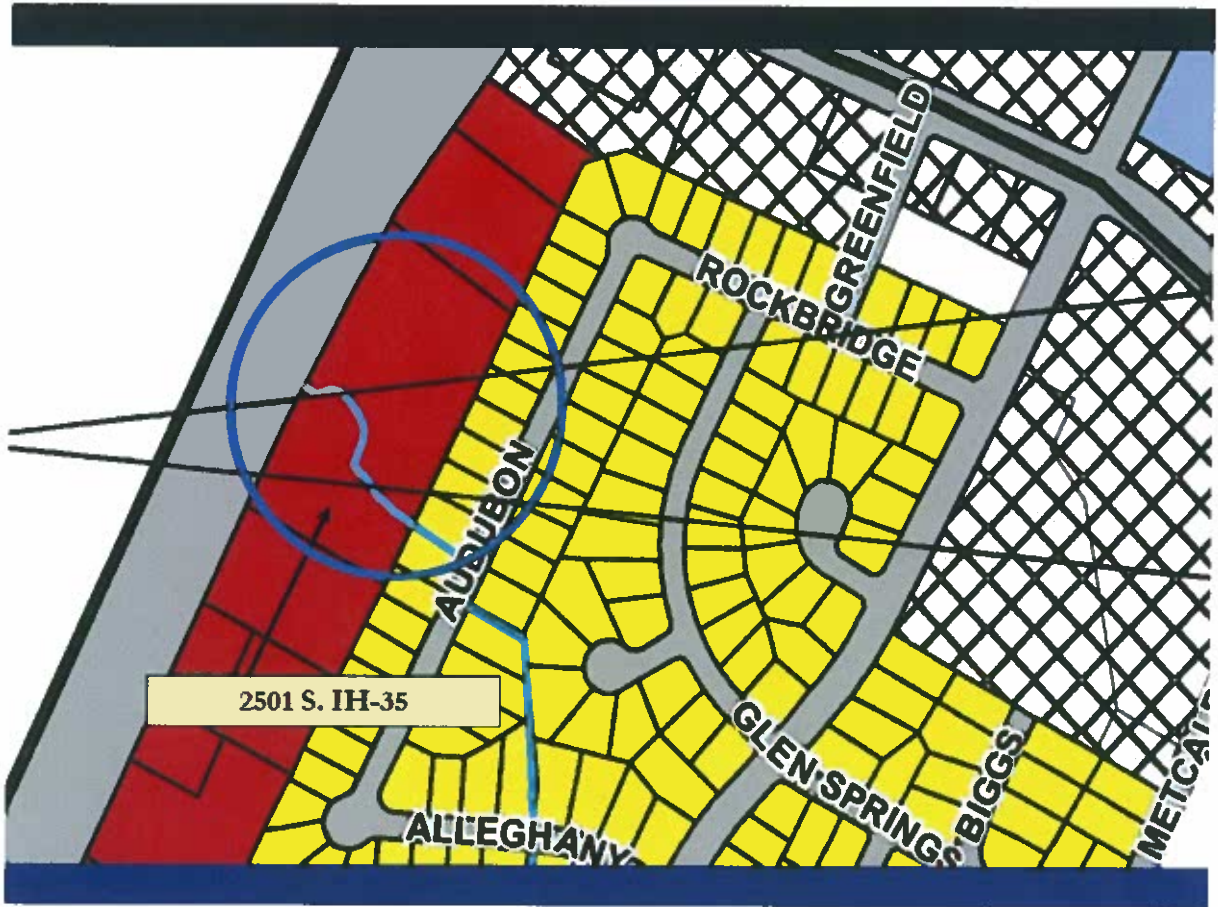 GREENFIELD
ROCKBRIDGE
AUDUBON
2501 S. IH-35
GLEN SPRINGS
BIGGS
ALLEGHANY